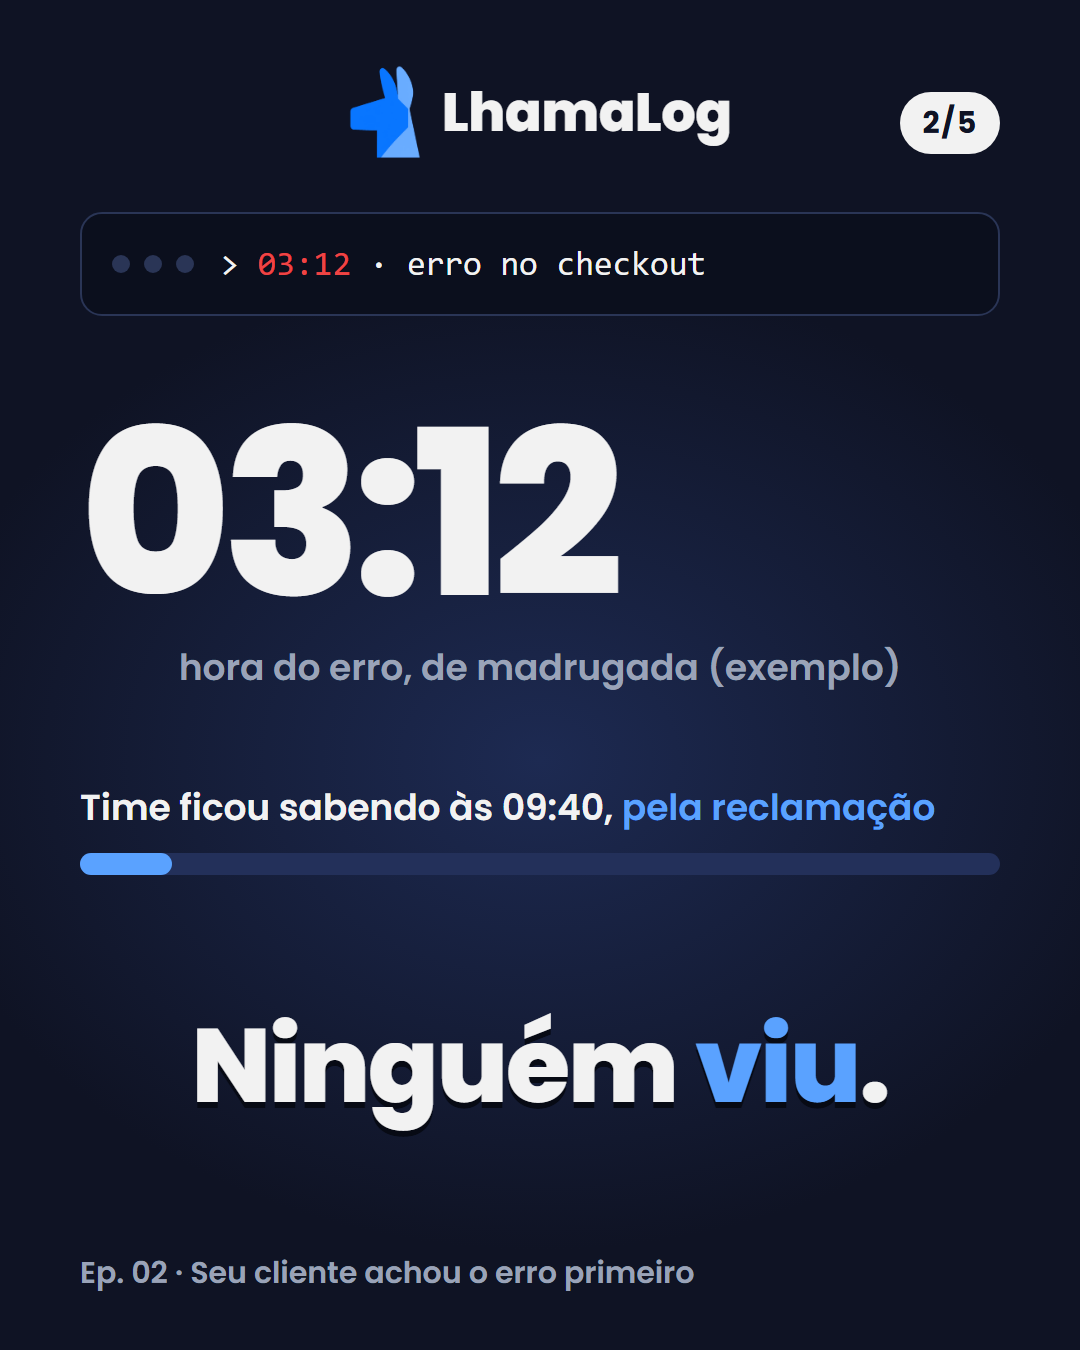 LhamaLog
2/5
> 03:12 · erro no checkout
03:12
hora do erro, de madrugada (exemplo)
Time ficou sabendo às 09:40, pela reclamação
Ninguém viu.
Ep. 02 · Seu cliente achou o erro primeiro